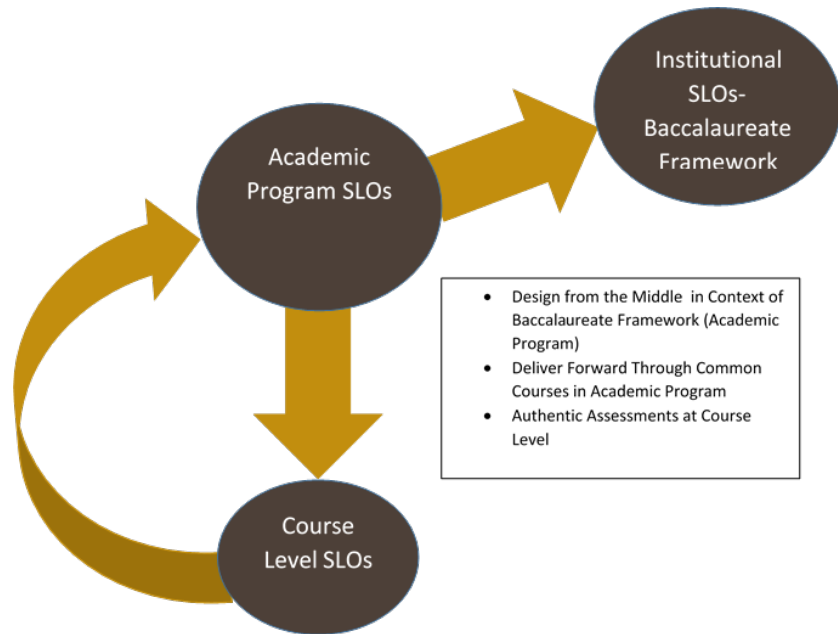 Institutional
SLOs-
Baccalaureate
Framework
Academic
Program SLOs
• Design from the Middle in Context of
Baccalaureate Framework (Academic
Program)
• Deliver Forward Through Common
Courses in Academic Program
• Authentic Assessments at Course
Level
Course
Level SLOs